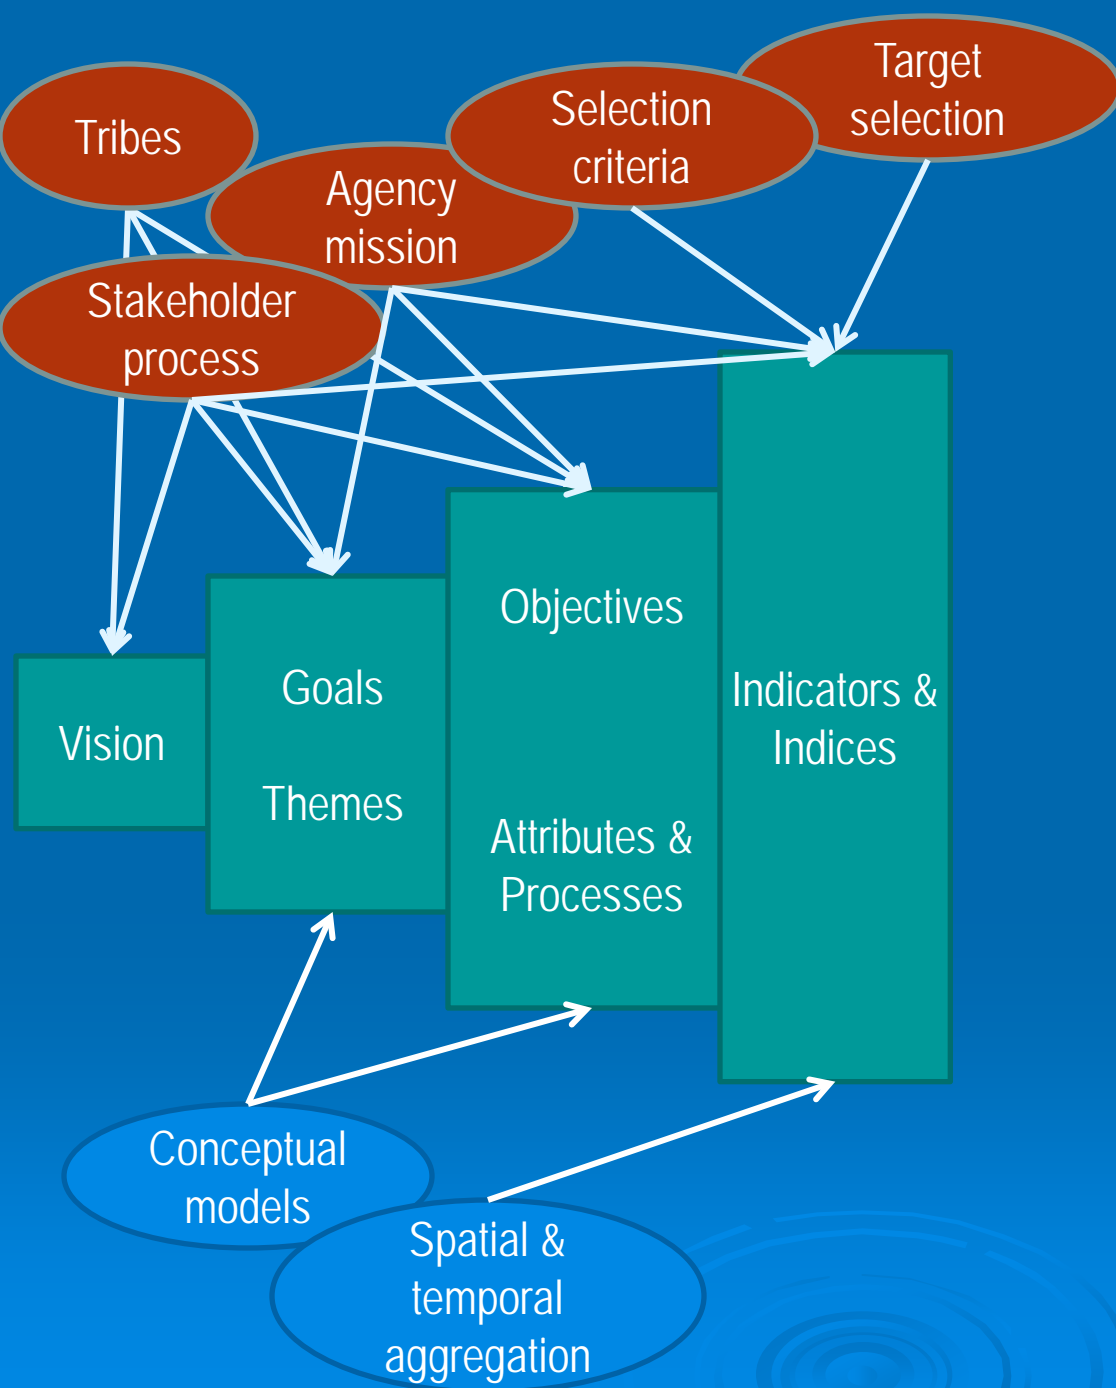 Target
selection
Selection
criteria
Tribes
Agency
mission
Stakeholder
process
Objectives
Goals
Indicators &
Indices
Vision
Themes
Attributes &
Processes
Conceptual
models
Spatial &
temporal
aggregation